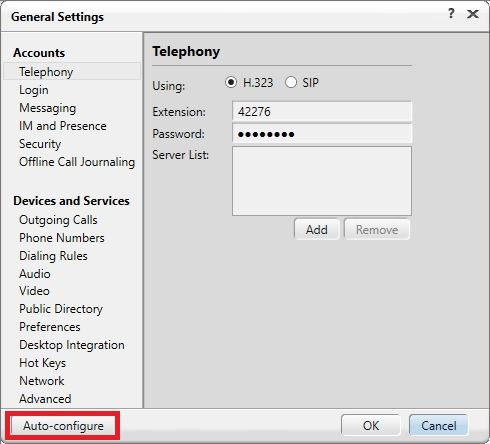 General Settings
?
X
Accounts
Telephony
Login
Messaging
IM and Presence
Security
Offline Call Journaling
Devices and Services
Outgoing Calls
Phone Numbers
Dialing Rules
Audio
Video
Public Directory
Preferences
Desktop Integration
Hot Keys
Network
Advanced
Telephony
Using: H.323 SIP
Extension: 42276
Password: ●●●●●●●●
Server List:
Add Remove
Auto-configure OK Cancel